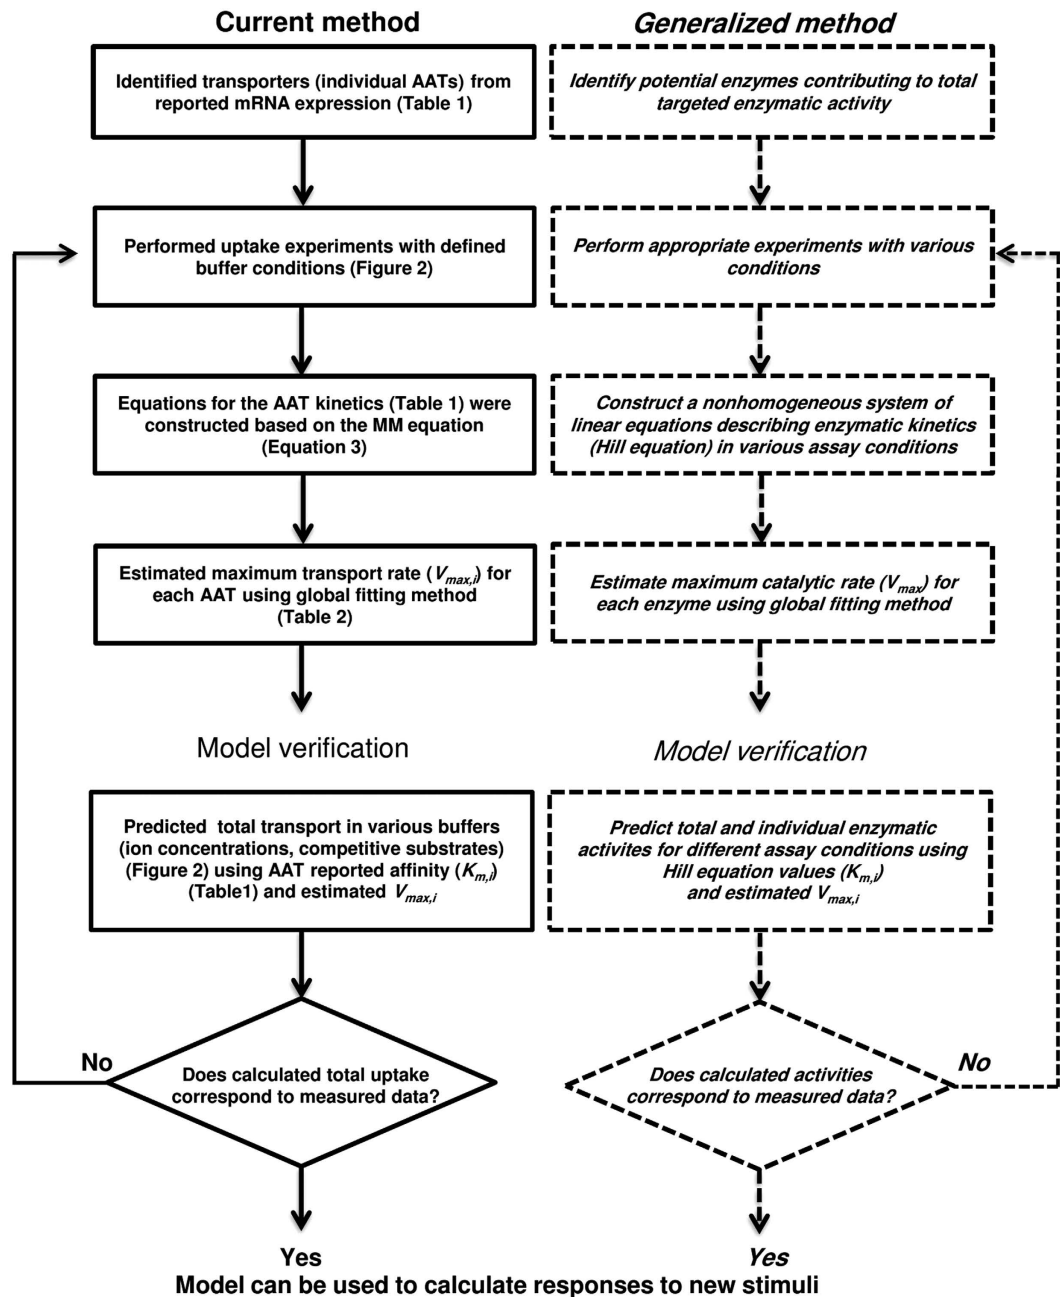 Current method
Identified transporters (individual AATs) from
reported mRNA expression (Table 1)
Performed uptake experiments with defined
buffer conditions (Figure 2)
Equations for the AAT kinetics (Table 1) were
constructed based on the MM equation
(Equation 3)
Estimated maximum transport rate (Vmax,i) for
each AAT using global fitting method
(Table 2)
Model verification
Predicted total transport in various buffers
(ion concentrations, competitive substrates)
(Figure 2) using AAT reported affinity (Km,i)
(Table1) and estimated Vmax,i
No
Does calculated total uptake
correspond to measured data?
Yes
Generalized method
Identify potential enzymes contributing to total
targeted enzymatic activity
Perform appropriate experiments with various
conditions
Construct a nonhomogeneous system of
linear equations describing enzymatic kinetics
(Hill equation) in various assay conditions
Estimate maximum catalytic rate (Vmax) for
each enzyme using global fitting method
Model verification
Predict total and individual enzymatic
activites for different assay conditions using
Hill equation values (Km,i)
and estimated Vmax,i
No
Does calculated activities
correspond to measured data?
Yes
Model can be used to calculate responses to new stimuli